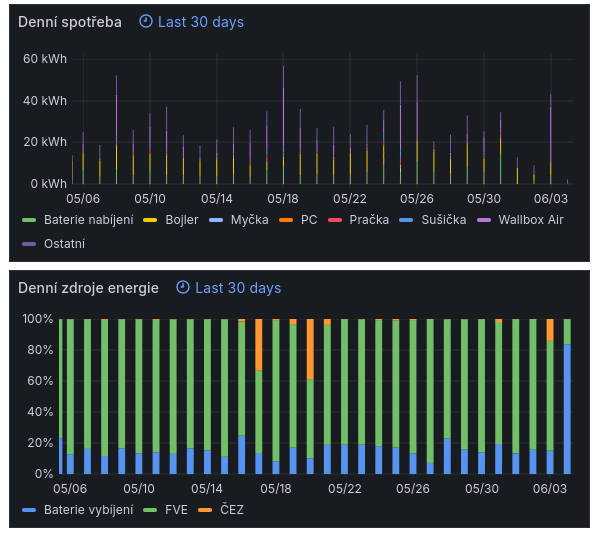 Denní spotřeba Last 30 days
60 kWh
40 kWh
20 kWh
0 kWh
05/06 05/10 05/14 05/18 05/22 05/26 05/30 06/03
Baterie nabíjení Bojler Myčka PC Pračka Sušička Wallbox Air
Ostatní
Denní zdroje energie Last 30 days
100%
80%
60%
40%
20%
0%
05/06 05/10 05/14 05/18 05/22 05/26 05/30 06/03
Baterie vybíjení FVE ČEZ